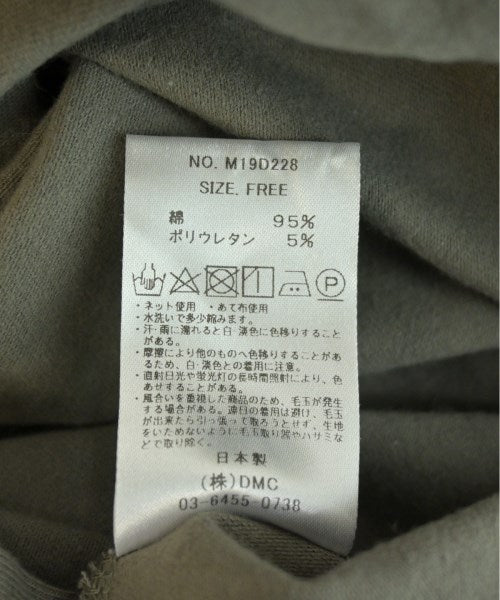 NO. M19D228
SIZE. FREE
綿 95%
ポリウレタン 5%
P
・ネット使用 ・あて布使用
・水洗いで多少縮みます。
・汗・雨に濡れると白・淡色に色移りすること
がある。
・摩擦により他のものへ色移りすることがあ
るため、白・淡色との着用に注意。
・直射日光や蛍光灯の長時間照射により、色
あせすることがある。
・風合いを重視した商品のため、毛玉が発生
する場合がある。連日の着用は避け、毛玉
が出来たら引っ張って取ろうとせず、生地
をいためないように毛玉取り器やハサミな
どで取り除く。
日本製
(株)DMC
03-6455-0738